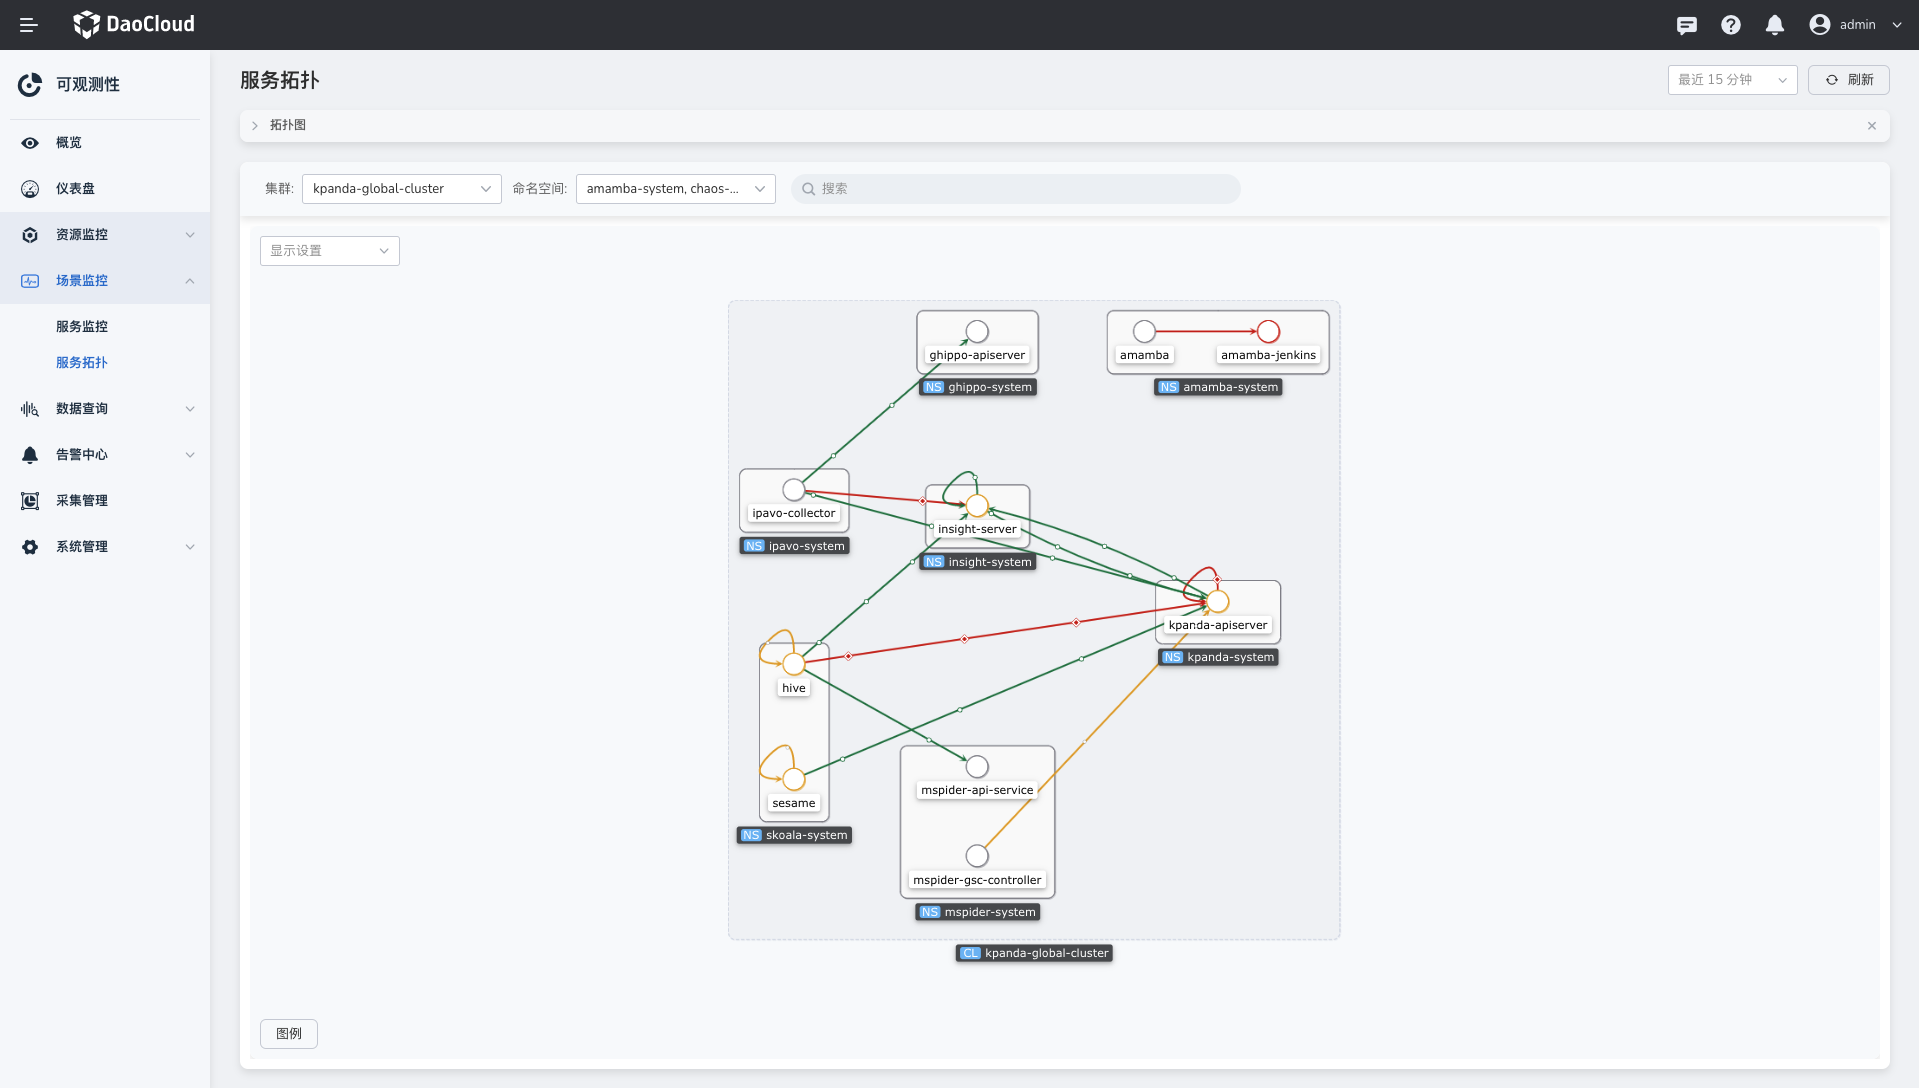 DaoCloud
admin
可观测性
概览
仪表盘
资源监控
场景监控
服务监控
服务拓扑
数据查询
告警中心
采集管理
系统管理
服务拓扑
最近 15 分钟
刷新
拓扑图
集群: kpanda-global-cluster 命名空间: amamba-system, chaos-... 搜索
显示设置
ghippo-apiserver
NS ghippo-system
amamba
amamba-jenkins
NS amamba-system
ipavo-collector
NS ipavo-system
insight-server
NS insight-system
kpanda-apiserver
NS kpanda-system
hive
sesame
NS skoala-system
mspider-api-service
mspider-gsc-controller
NS mspider-system
CL kpanda-global-cluster
图例